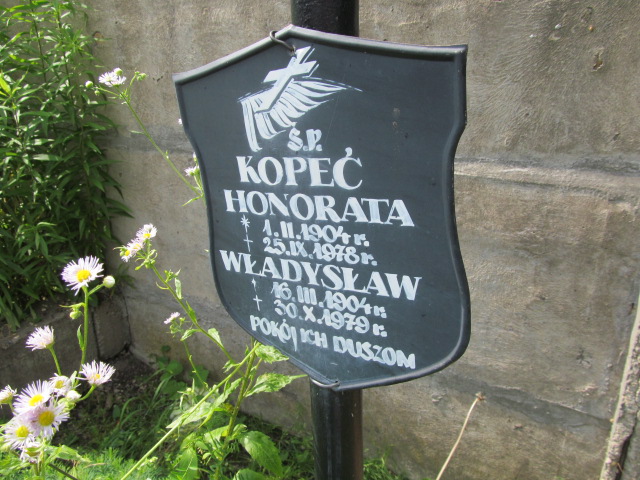 Ś.P.
KOPEĆ
HONORATA
* 1.II.1904 r.
+ 25.IX.1978 r.
WŁADYSŁAW
* 16.III.1904 r.
+ 30.X.1979 r.
POKÓJ ICH DUSZOM